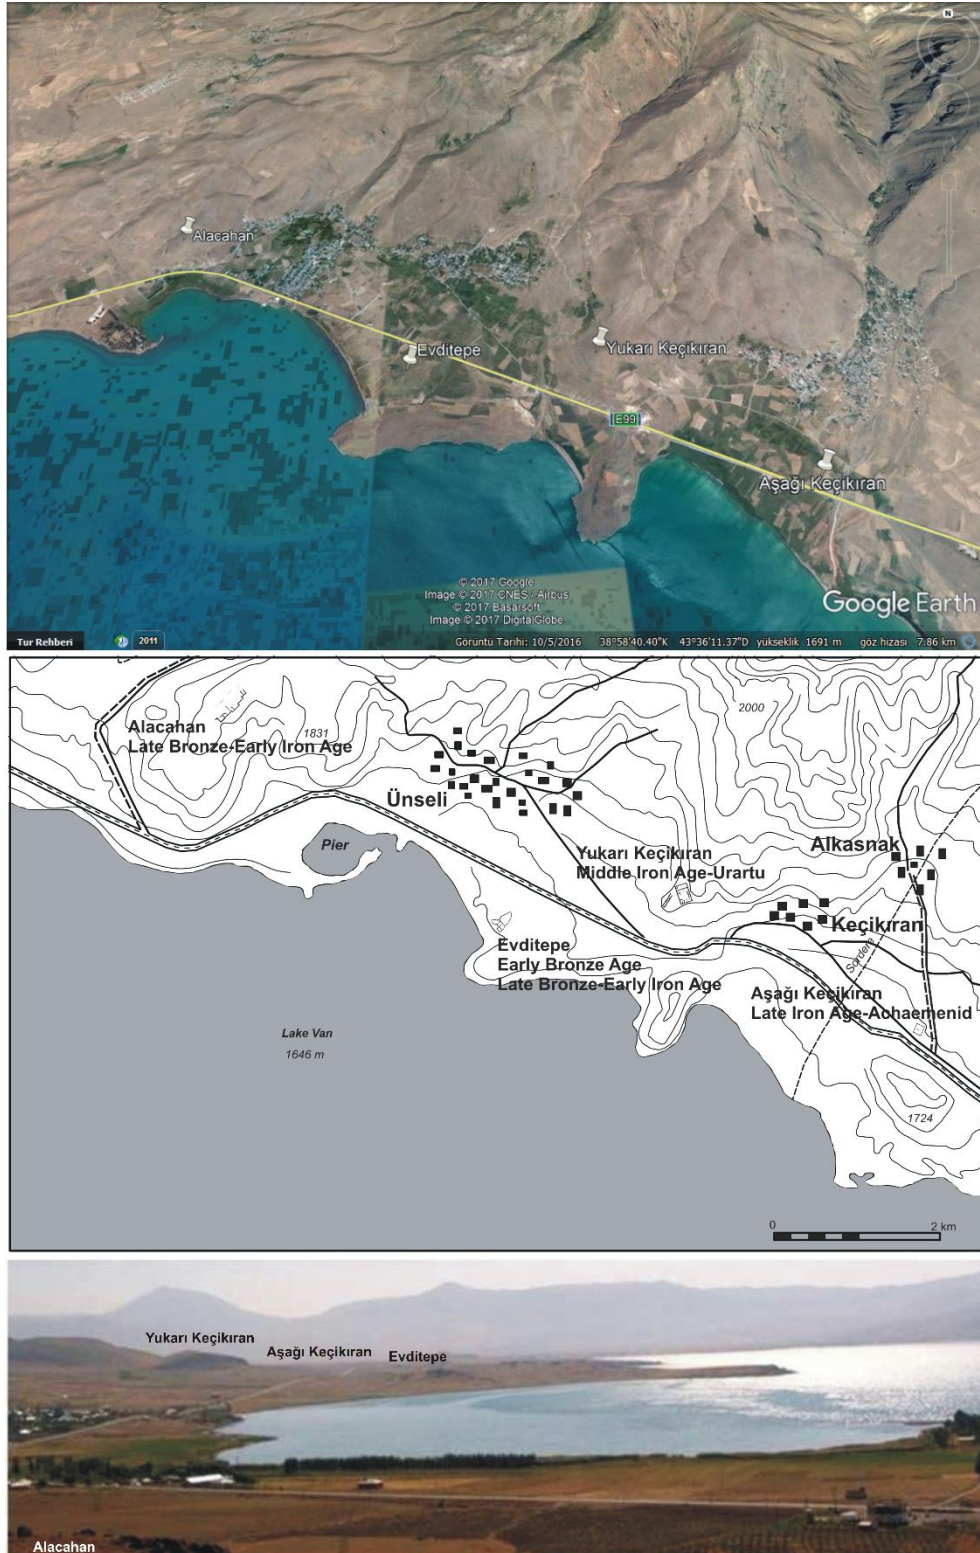 N
Alacahan
Evditepe
Yukarı Keçikıran
E99
Aşağı Keçikıran
© 2017 Google
Image © 2017 CNES / Airbus
© 2017 Basarsoft
Image © 2017 DigitalGlobe
Google Earth
Tur Rehberi
2011
Görüntü Tarihi: 10/5/2016 38°58'40.40"K 43°36'11.37"D yükseklik 1691 m göz hizası 7.86 km
Alacahan
Late Bronze-Early Iron Age
1831
2000
Ünseli
Pier
Yukarı Keçikıran
Middle Iron Age-Urartu
Alkasnak
Keçikıran
Evditepe
Early Bronze Age
Late Bronze-Early Iron Age
Sordere
Aşağı Keçikıran
Late Iron Age-Achaemenid
Lake Van
1646 m
1724
0 2 km
Yukarı Keçikıran
Aşağı Keçikıran
Evditepe
Alacahan